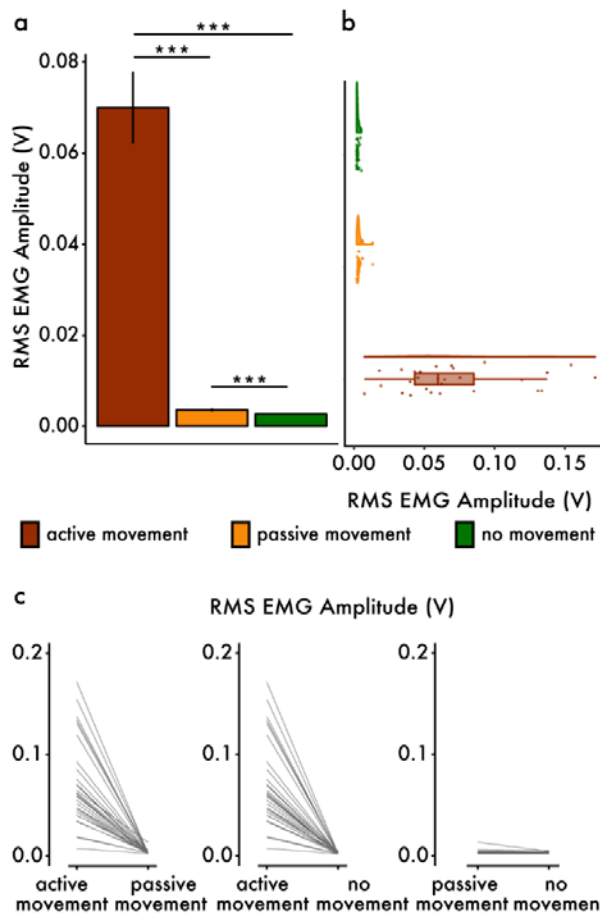 a
b
***
***
***
RMS EMG Amplitude (V)
0.08
0.06
0.04
0.02
0.00
0.00 0.05 0.10 0.15
RMS EMG Amplitude (V)
active movement passive movement no movement
c
RMS EMG Amplitude (V)
0.2 0.2 0.2
0.1 0.1 0.1
0.0 0.0 0.0
active passive active no passive no
movement movement movement movement movement movemen